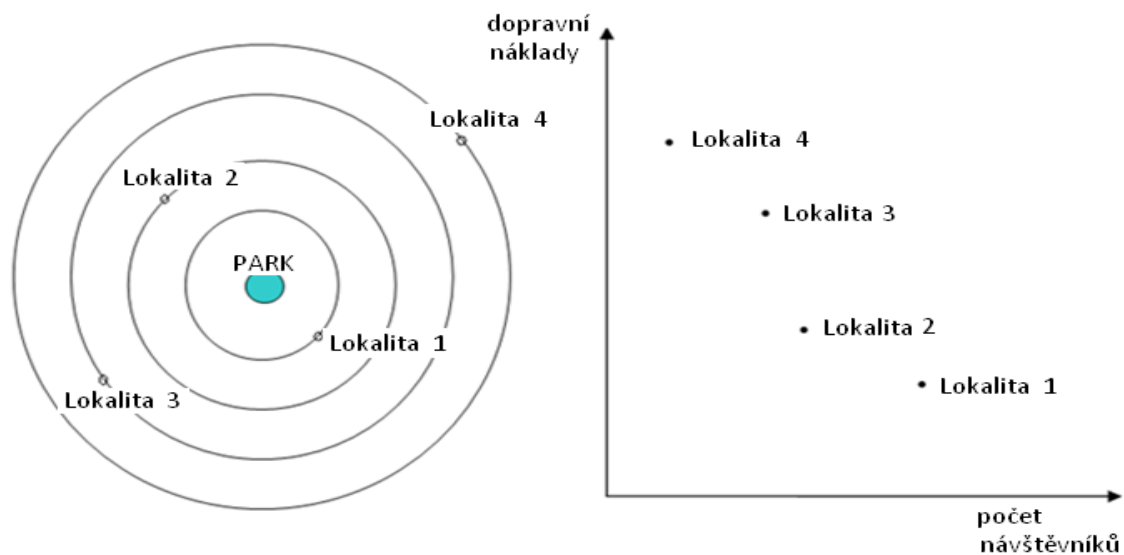 Lokalita 4
Lokalita 2
PARK
Lokalita 1
Lokalita 3
dopravní
náklady
Lokalita 4
Lokalita 3
Lokalita 2
Lokalita 1
počet
návštěvníků